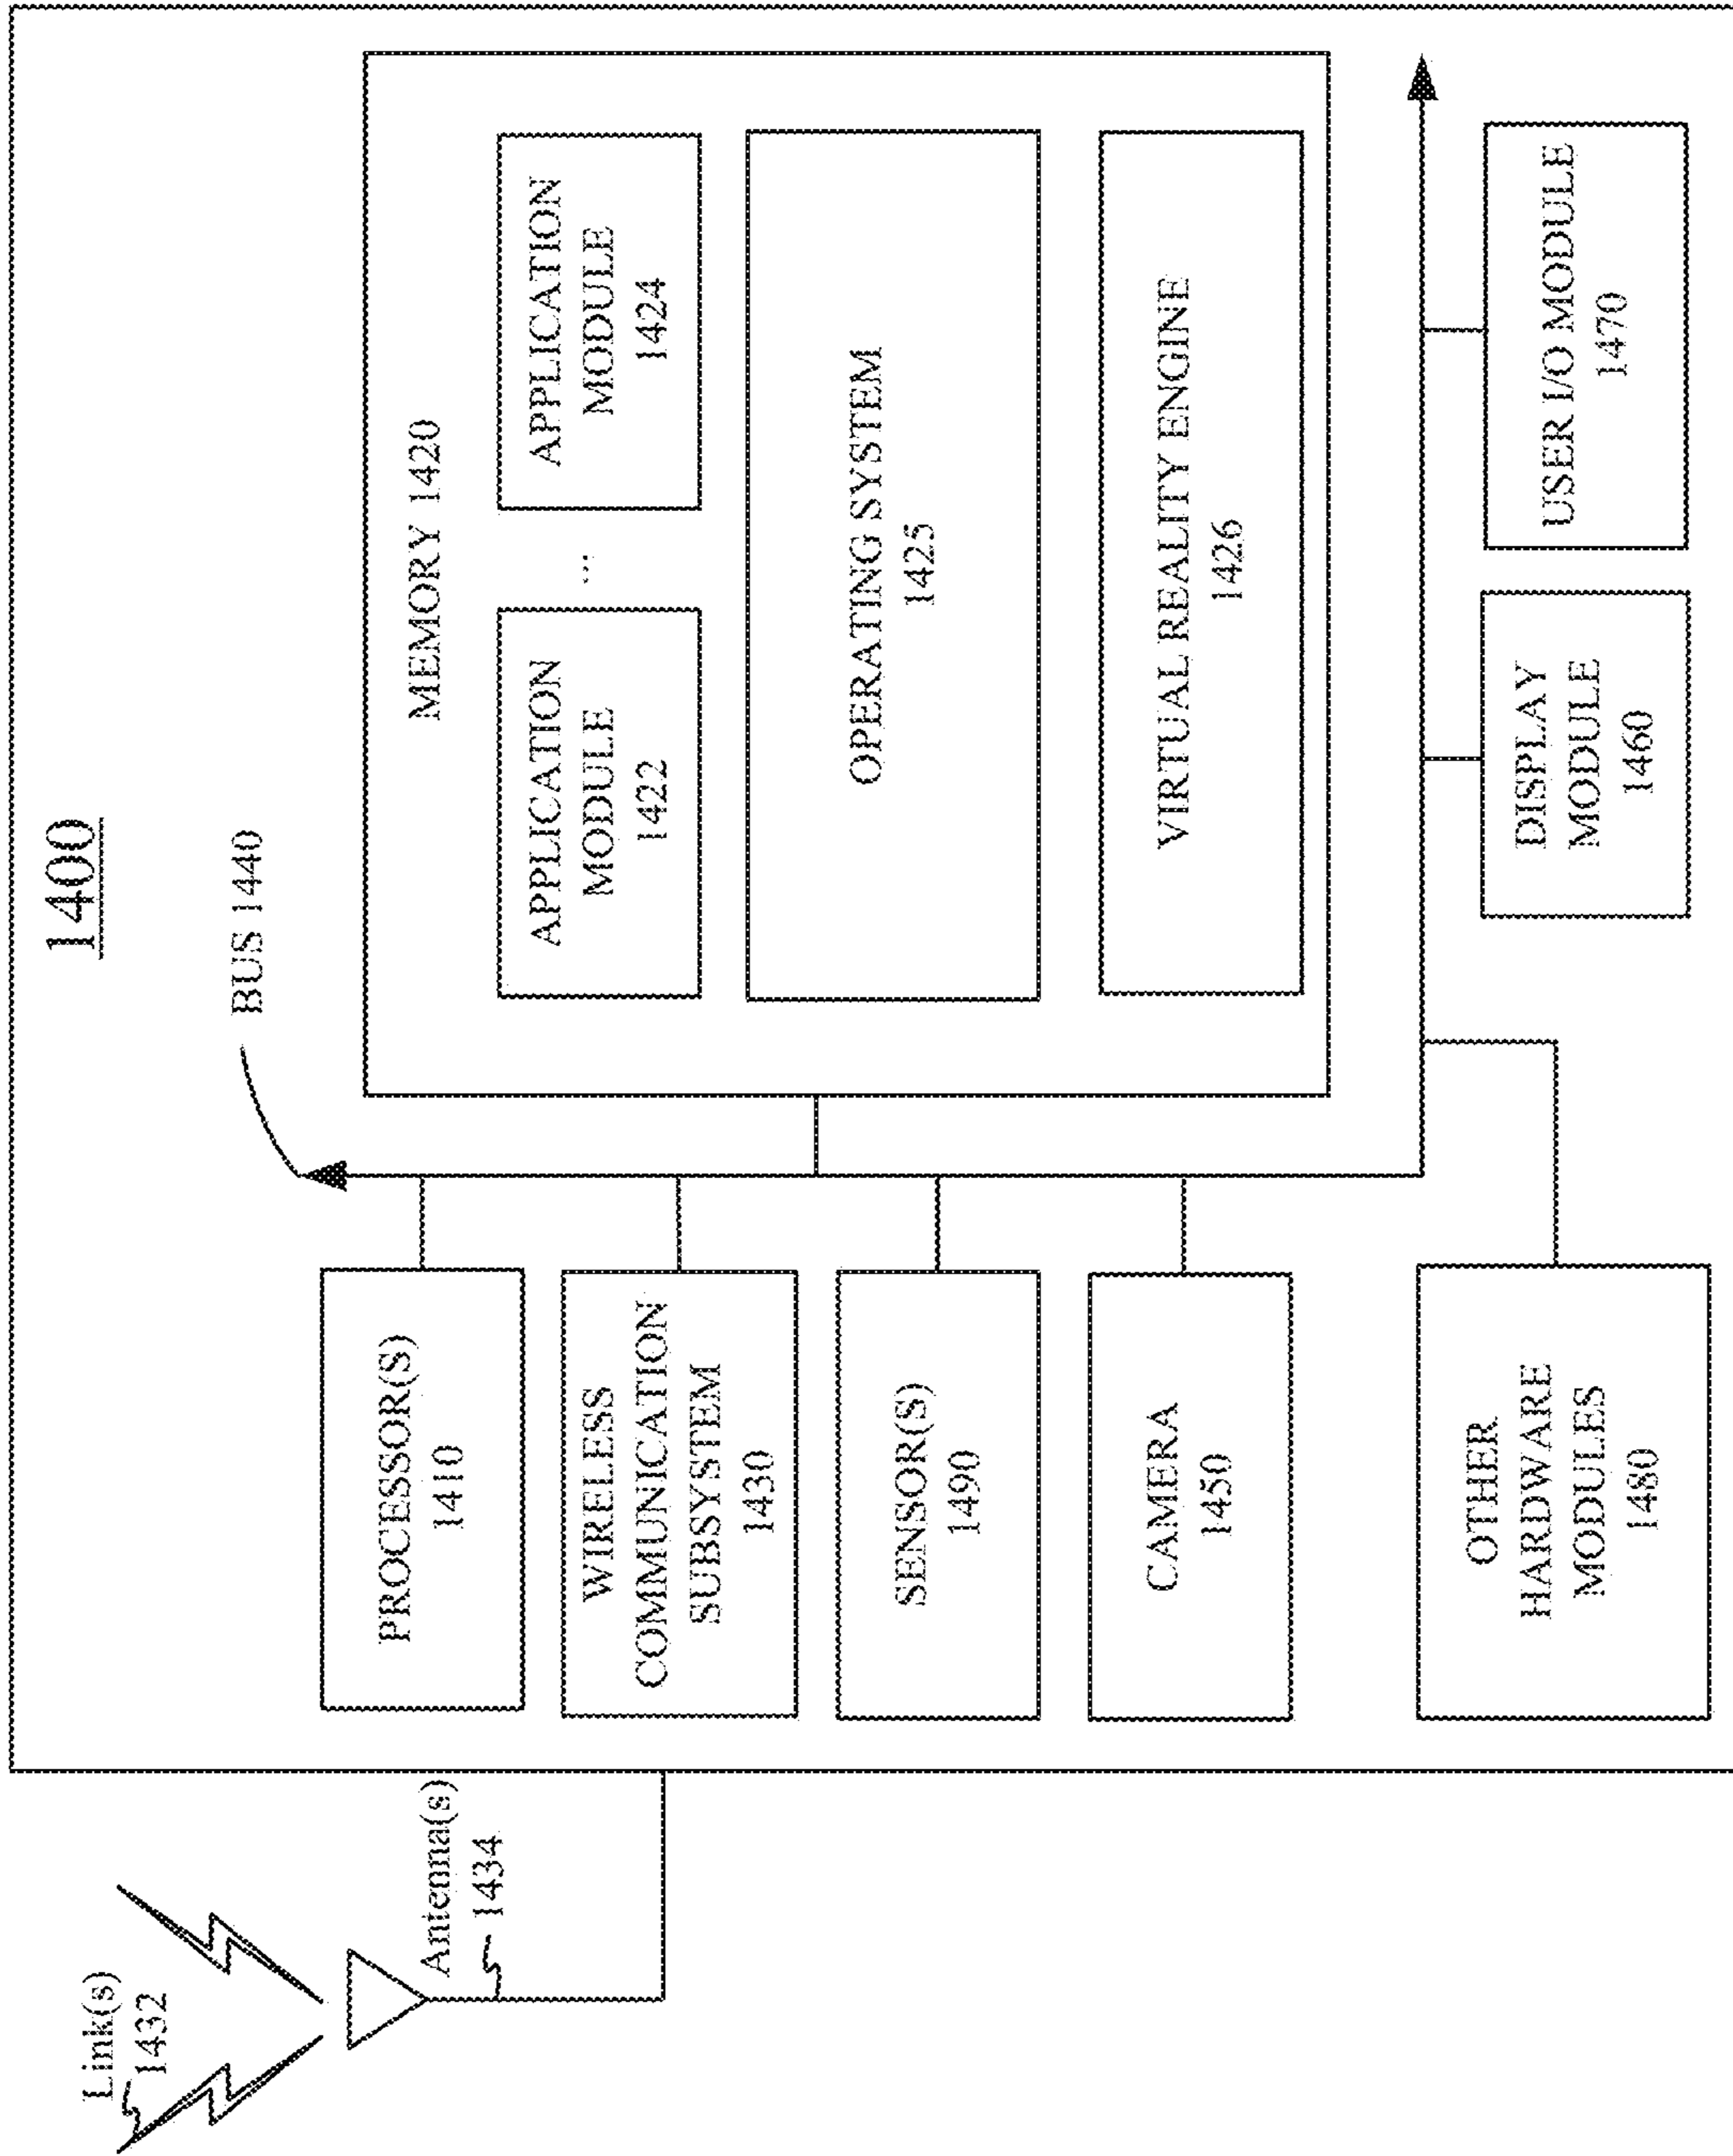 1400
Link(s)
1432
Antenna(s)
1434
BUS 1440
PROCESSOR(S)
1410
WIRELESS
COMMUNICATION
SUBSYSTEM
1430
SENSOR(S)
1490
CAMERA
1450
OTHER
HARDWARE
MODULES
1480
MEMORY 1420
APPLICATION
MODULE
1422
...
APPLICATION
MODULE
1424
OPERATING SYSTEM
1425
VIRTUAL REALITY ENGINE
1426
DISPLAY
MODULE
1460
USER I/O MODULE
1470